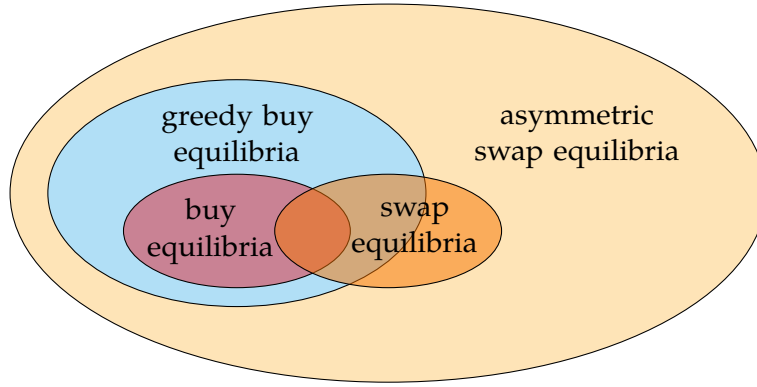 greedy buy
equilibria
asymmetric
swap equilibria
buy
equilibria
swap
equilibria